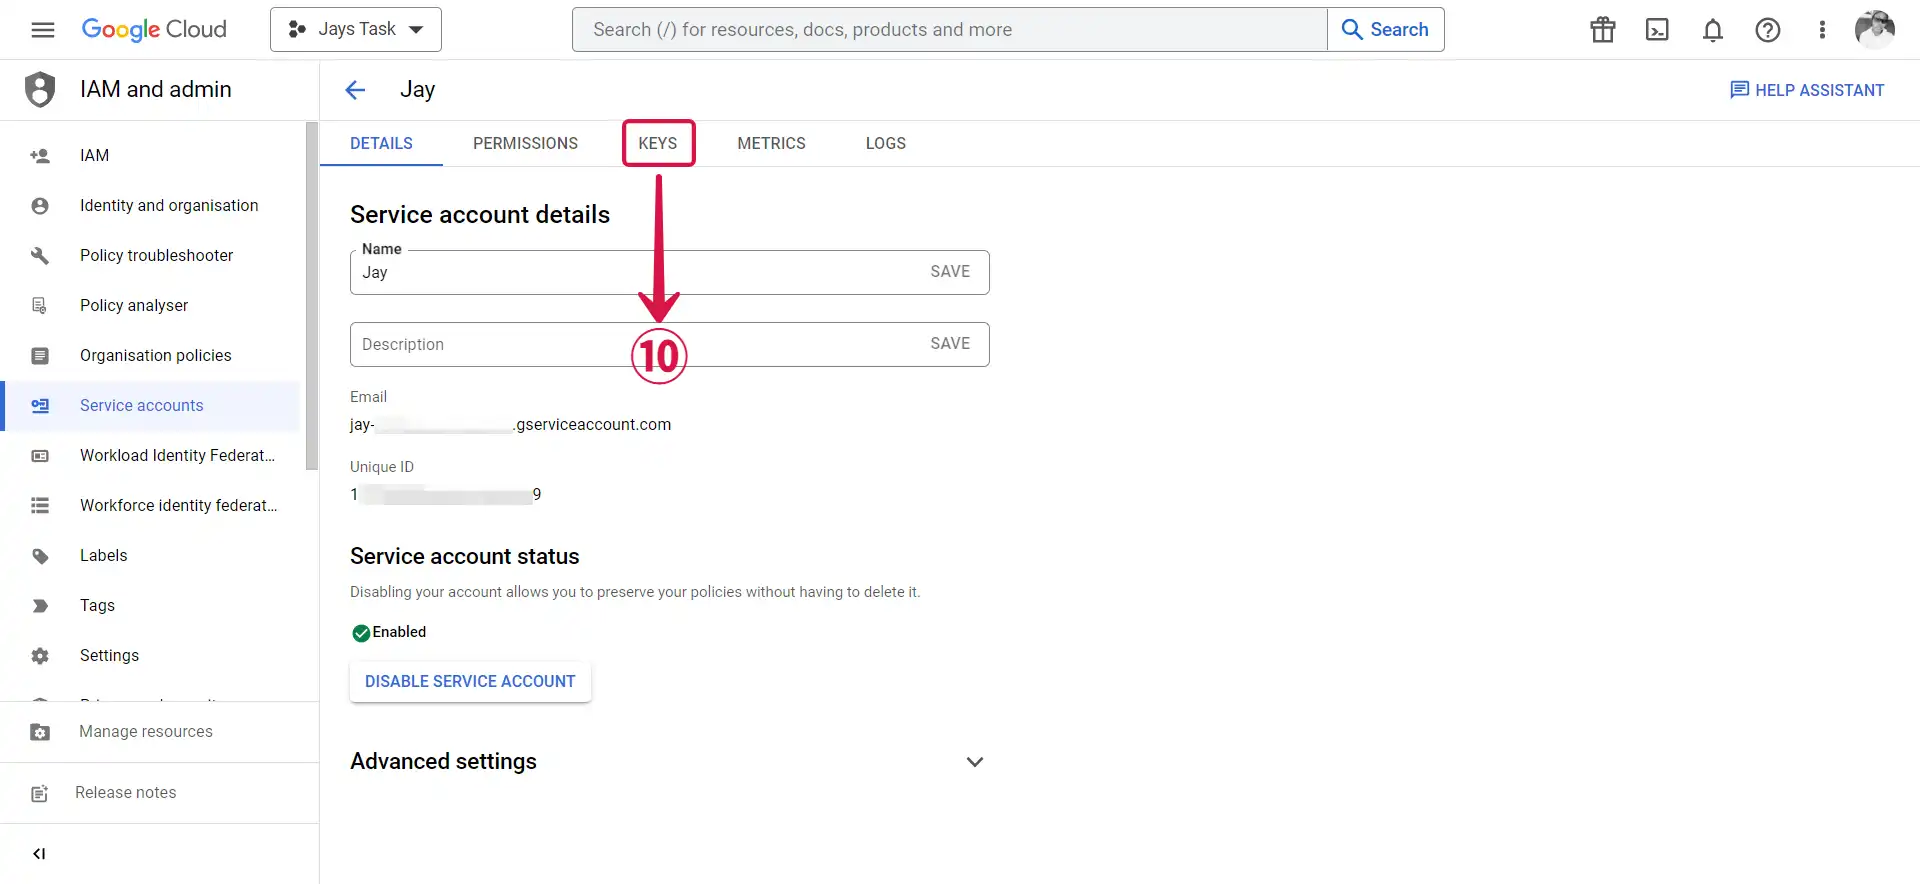 Google Cloud
Jays Task
Search (/) for resources, docs, products and more
Search
IAM and admin
Jay
HELP ASSISTANT
DETAILS
PERMISSIONS
KEYS
METRICS
LOGS
IAM
Identity and organisation
Policy troubleshooter
Policy analyser
Organisation policies
Service accounts
Workload Identity Federat...
Workforce identity federat...
Labels
Tags
Settings
Manage resources
Release notes
Service account details
Name
Jay
SAVE
Description
SAVE
10
Email
jay-
.gserviceaccount.com
Unique ID
1
9
Service account status
Disabling your account allows you to preserve your policies without having to delete it.
Enabled
DISABLE SERVICE ACCOUNT
Advanced settings